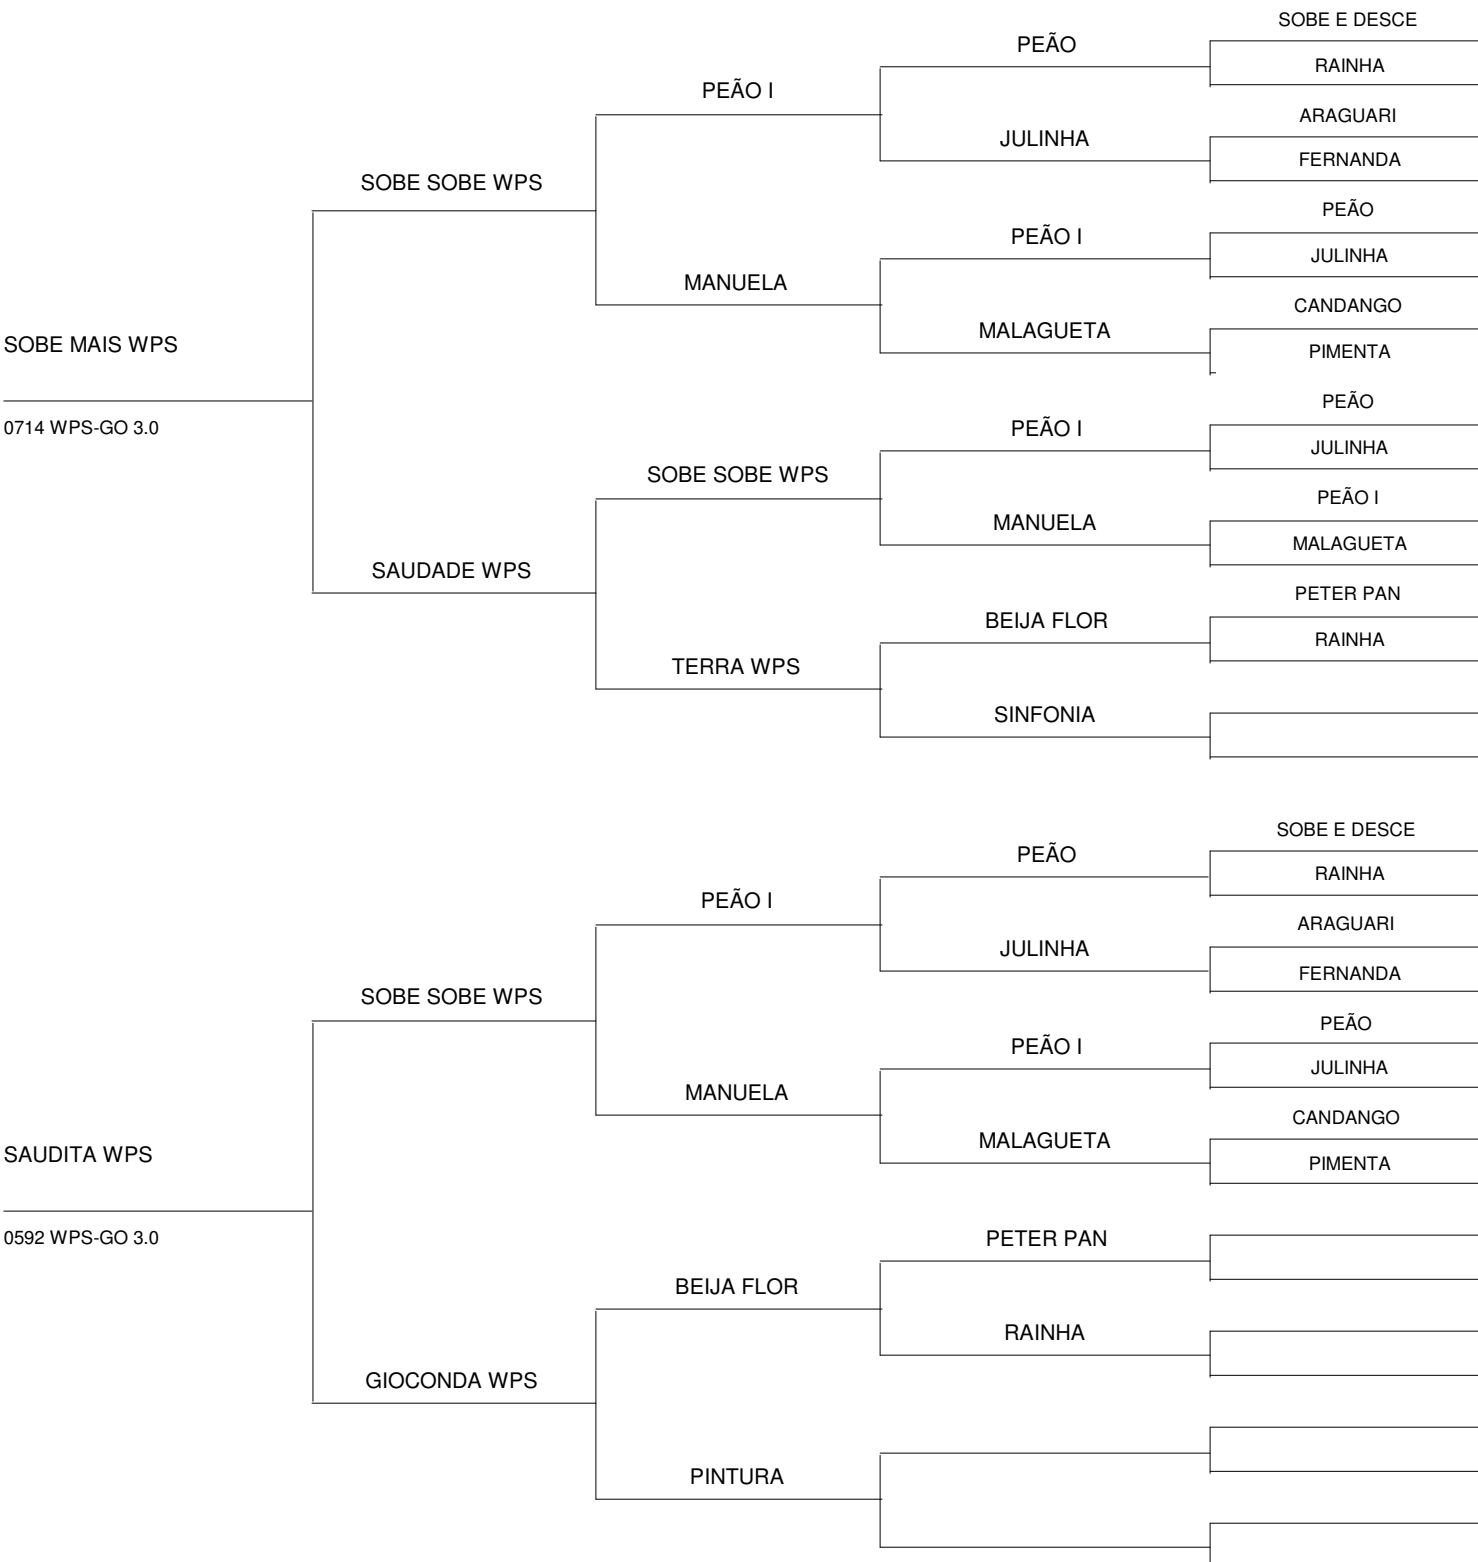 SOBE E DESCE
PEÃO
RAINHA
PEÃO I
ARAGUARI
JULINHA
FERNANDA
SOBE SOBE WPS
PEÃO
PEÃO I
JULINHA
MANUELA
CANDANGO
MALAGUETA
SOBE MAIS WPS
PIMENTA
PEÃO
0714 WPS-GO 3.0
PEÃO I
JULINHA
SOBE SOBE WPS
PEÃO I
MANUELA
MALAGUETA
SAUDADE WPS
PETER PAN
BEIJA FLOR
RAINHA
TERRA WPS
SINFONIA
SOBE E DESCE
PEÃO
RAINHA
PEÃO I
ARAGUARI
JULINHA
FERNANDA
SOBE SOBE WPS
PEÃO
PEÃO I
JULINHA
MANUELA
CANDANGO
MALAGUETA
SAUDITA WPS
PIMENTA
0592 WPS-GO 3.0
PETER PAN
BEIJA FLOR
RAINHA
GIOCONDA WPS
PINTURA